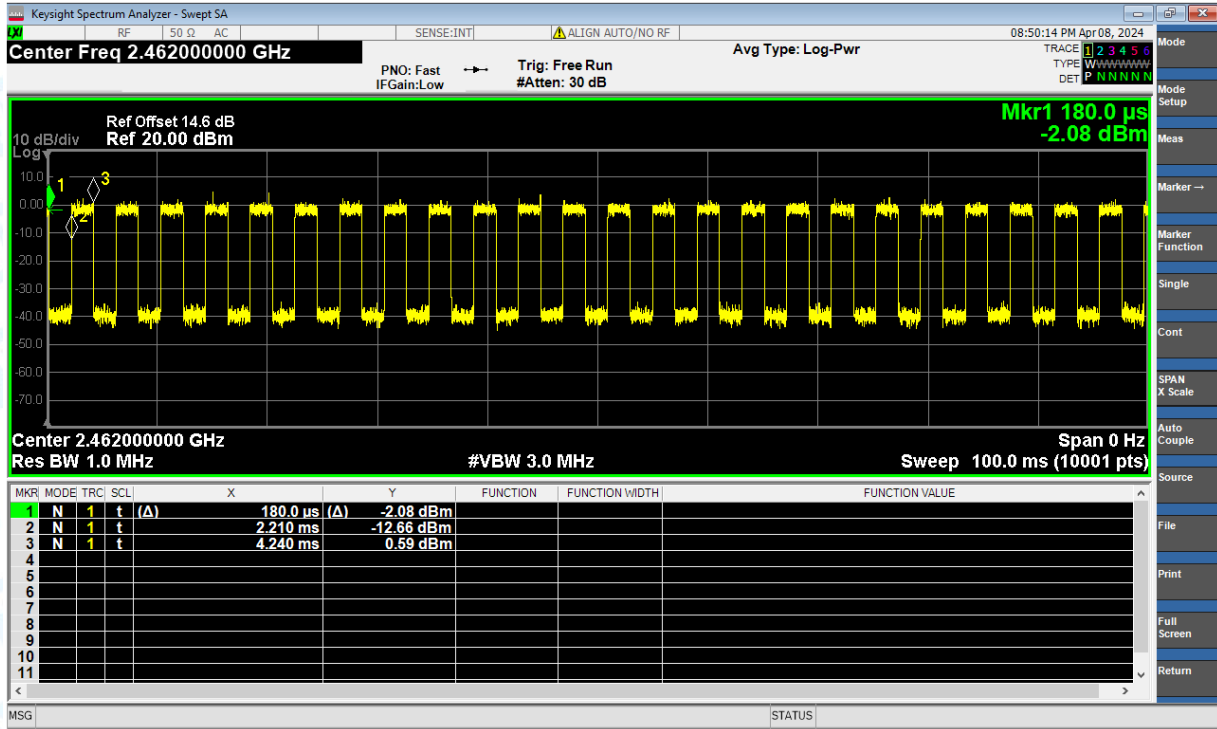 Keysight Spectrum Analyzer - Swept SA
LXI RF 50 Ω AC SENSE:INT ALIGN AUTO/NO RF 08:50:14 PM Apr 08, 2024
Center Freq 2.462000000 GHz
Avg Type: Log-Pwr
TRACE 1 2 3 4 5 6
TYPE WWWWWW
DET P N N N N N
PNO: Fast
IFGain:Low
Trig: Free Run
#Atten: 30 dB
Mkr1 180.0 µs
-2.08 dBm
Ref Offset 14.6 dB
10 dB/div Ref 20.00 dBm
Log
10.0
0.00
-10.0
-20.0
-30.0
-40.0
-50.0
-60.0
-70.0
1
2
3
Center 2.462000000 GHz Span 0 Hz
Res BW 1.0 MHz #VBW 3.0 MHz Sweep 100.0 ms (10001 pts)
MKR MODE TRC SCL X Y FUNCTION FUNCTION WIDTH FUNCTION VALUE
1 N 1 t (Δ) 180.0 µs (Δ) -2.08 dBm
2 N 1 t 2.210 ms -12.66 dBm
3 N 1 t 4.240 ms 0.59 dBm
4
5
6
7
8
9
10
11
MSG STATUS
Mode
Mode
Setup
Meas
Marker→
Marker
Function
Single
Cont
SPAN
X Scale
Auto
Couple
Source
File
Print
Full
Screen
Return